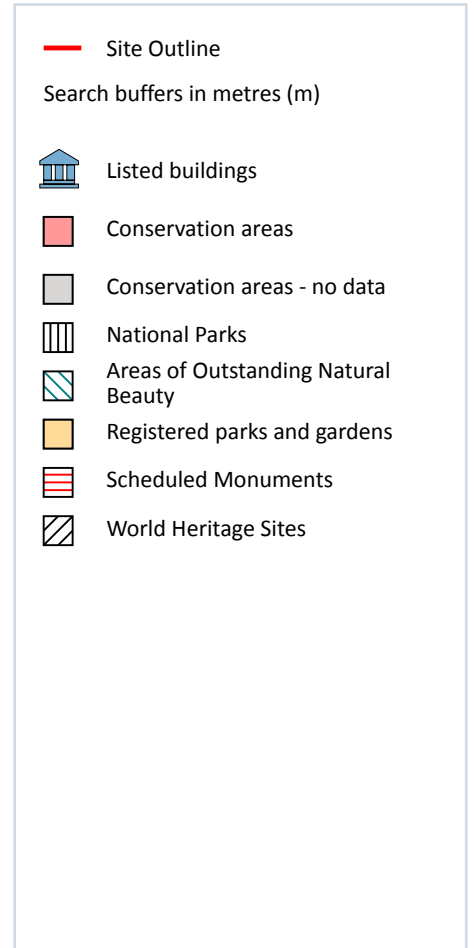 Site Outline
Search buffers in metres (m)
Listed buildings
Conservation areas
Conservation areas - no data
National Parks
Areas of Outstanding Natural
Beauty
Registered parks and gardens
Scheduled Monuments
World Heritage Sites